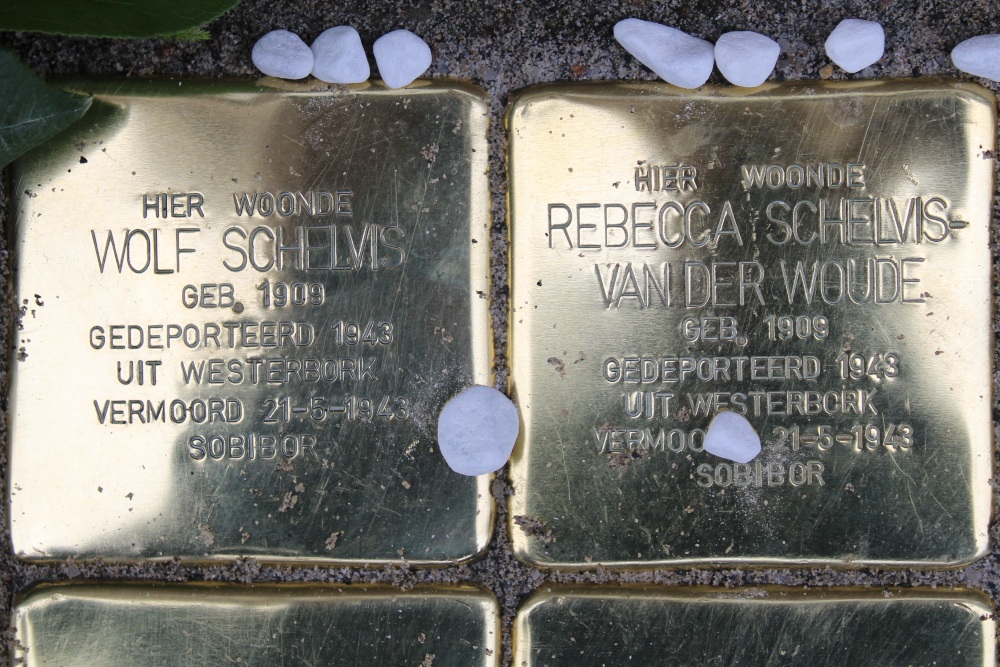 HIER WOONDE
WOLF SCHELVIS
GEB. 1909
GEDEPORTEERD 1943
UIT WESTERBORK
VERMOORD 21-5-1943
SOBIBOR
HIER WOONDE
REBECCA SCHELVIS-
VAN DER WOUDE
GEB. 1909
GEDEPORTEERD 1943
UIT WESTERBORK
21-5-1943
SOBIBOR